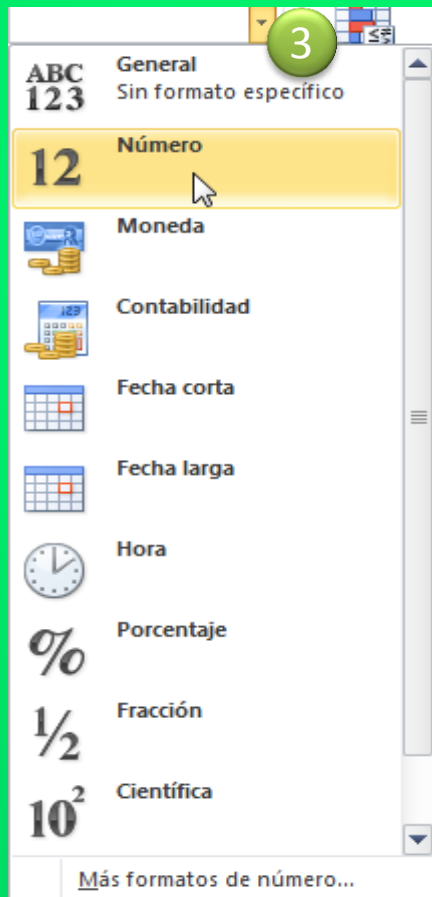 3
ABC
123
General
Sin formato específico
12
Número
Moneda
123
Contabilidad
Fecha corta
Fecha larga
Hora
%
Porcentaje
½
Fracción
10²
Científica
Más formatos de número...